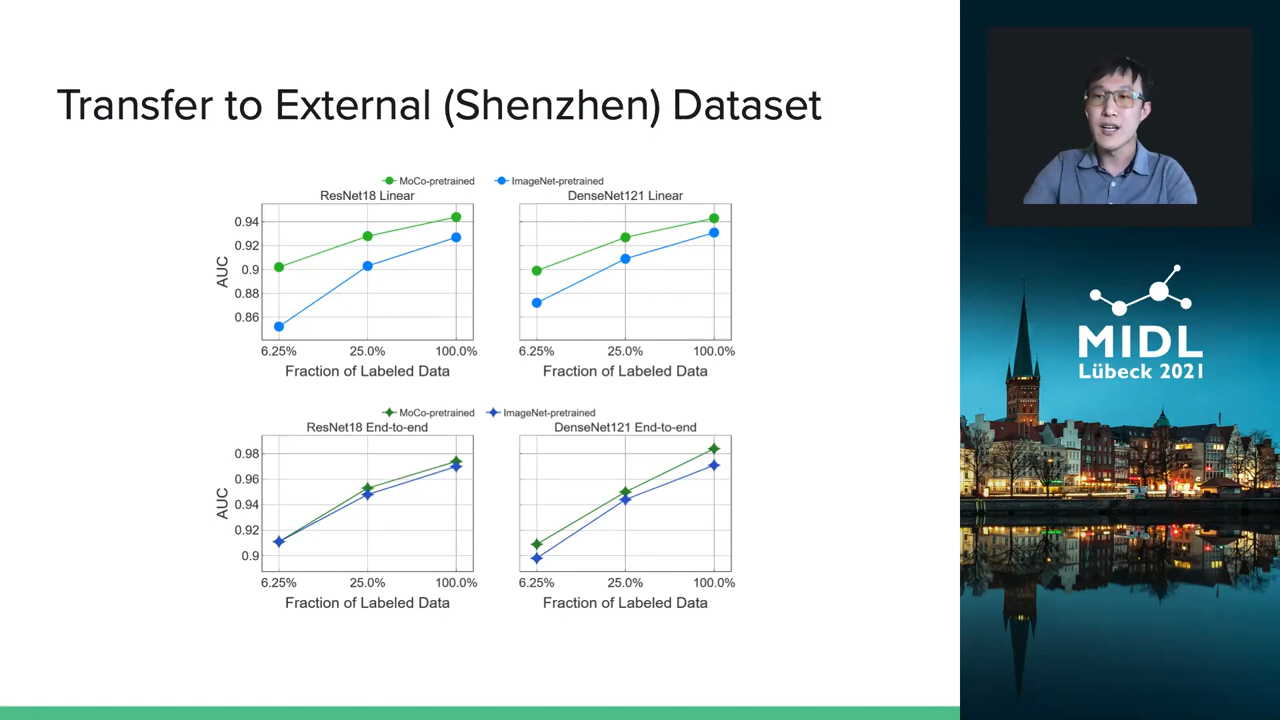 Transfer to External (Shenzhen) Dataset
MoCo-pretrained ImageNet-pretrained
ResNet18 Linear
DenseNet121 Linear
AUC
0.94
0.92
0.9
0.88
0.86
6.25% 25.0% 100.0%
6.25% 25.0% 100.0%
Fraction of Labeled Data
Fraction of Labeled Data
MoCo-pretrained ImageNet-pretrained
ResNet18 End-to-end
DenseNet121 End-to-end
AUC
0.98
0.96
0.94
0.92
0.9
6.25% 25.0% 100.0%
6.25% 25.0% 100.0%
Fraction of Labeled Data
Fraction of Labeled Data
MIDL
Lübeck 2021